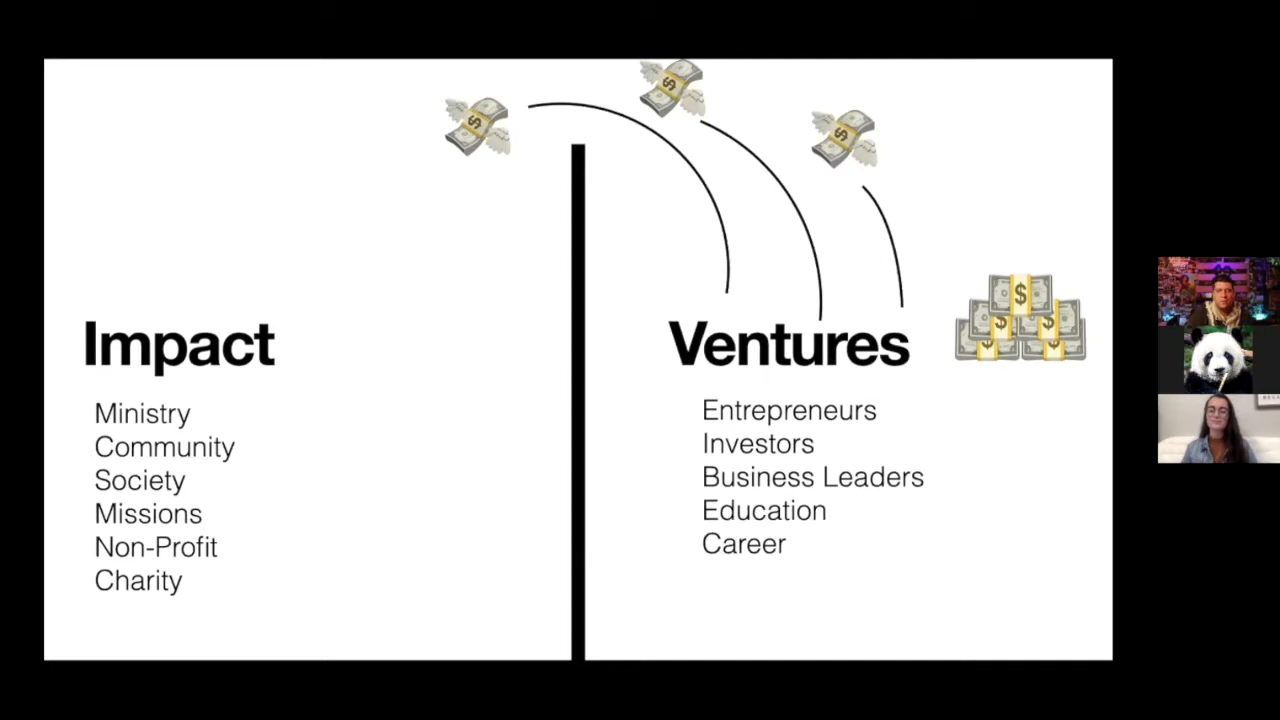 Impact
Ministry
Community
Society
Missions
Non-Profit
Charity
Ventures
Entrepreneurs
Investors
Business Leaders
Education
Career
$
$
$
$
$
$
$
$